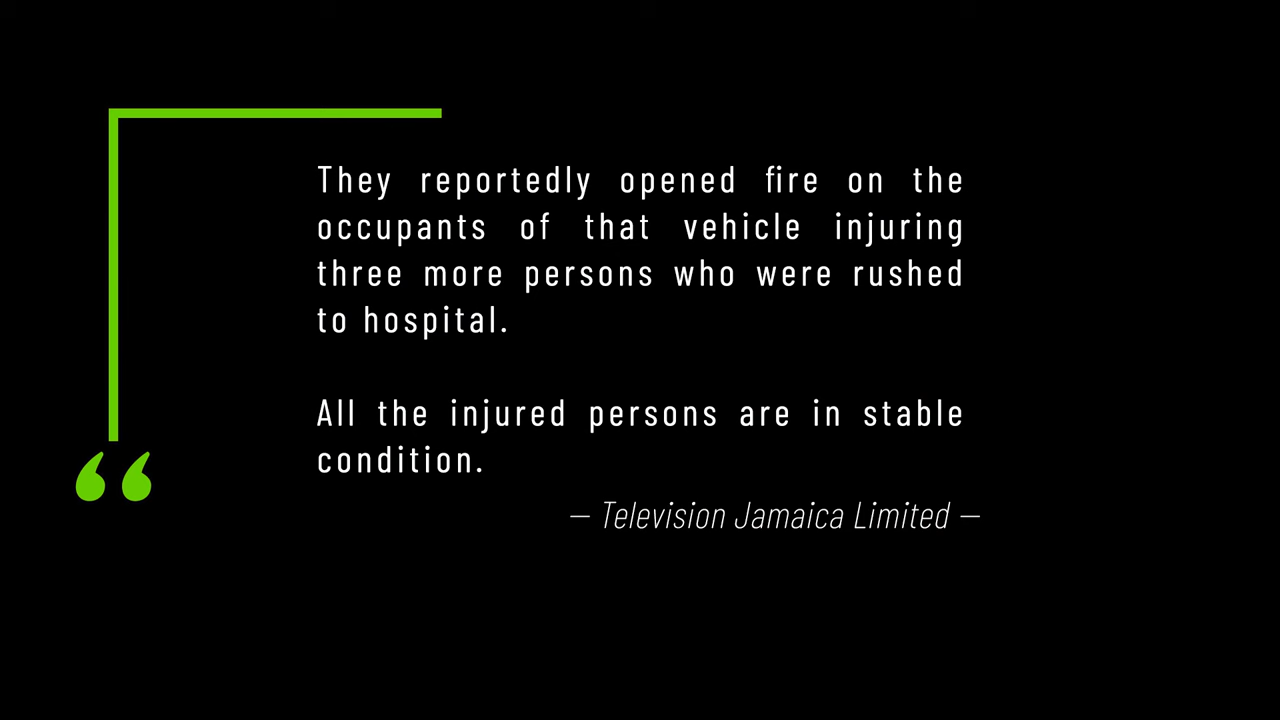 They reportedly opened fire on the
occupants of that vehicle injuring
three more persons who were rushed
to hospital.
All the injured persons are in stable
condition.
— Television Jamaica Limited —